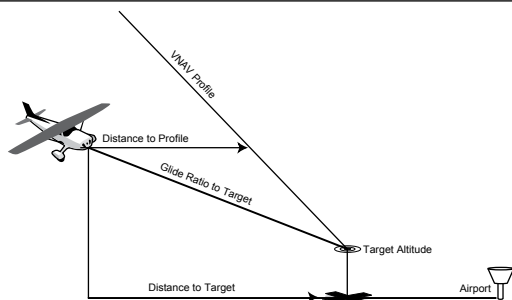 VNAV Profile
Distance to Profile
Glide Ratio to Target
Target Altitude
Distance to Target
Airport